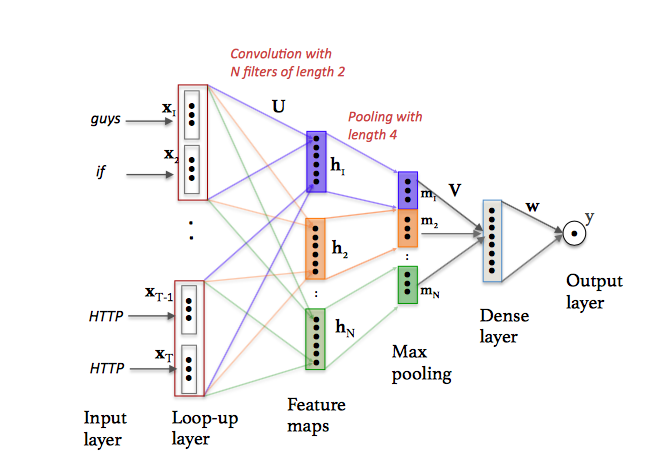 Convolution with
N filters of length 2
U
Pooling with
length 4
guys
x1
if
x2
h1
m1
V
w
y
h2
m2
HTTP
xT-1
hN
mN
HTTP
xT
Input
layer
Loop-up
layer
Feature
maps
Max
pooling
Dense
layer
Output
layer